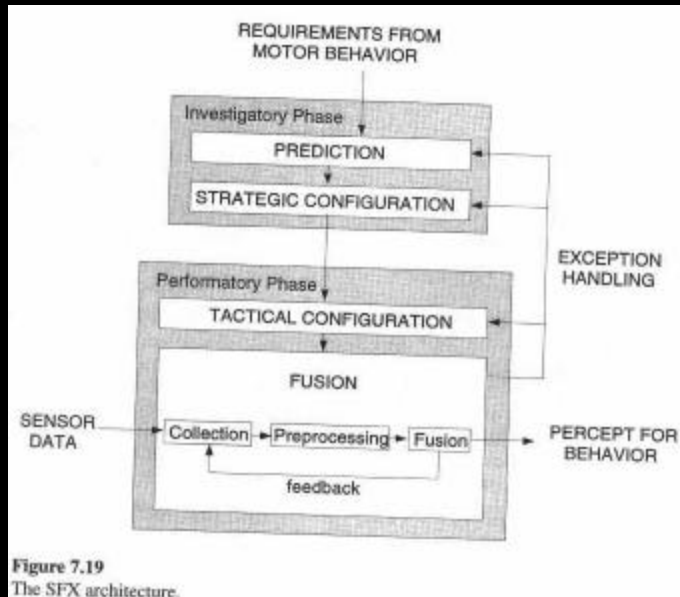 REQUIREMENTS FROM
MOTOR BEHAVIOR
Investigatory Phase
PREDICTION
STRATEGIC CONFIGURATION
EXCEPTION
HANDLING
Performatory Phase
TACTICAL CONFIGURATION
FUSION
SENSOR
DATA
Collection
Preprocessing
Fusion
PERCEPT FOR
BEHAVIOR
feedback
Figure 7.19
The SFX architecture.